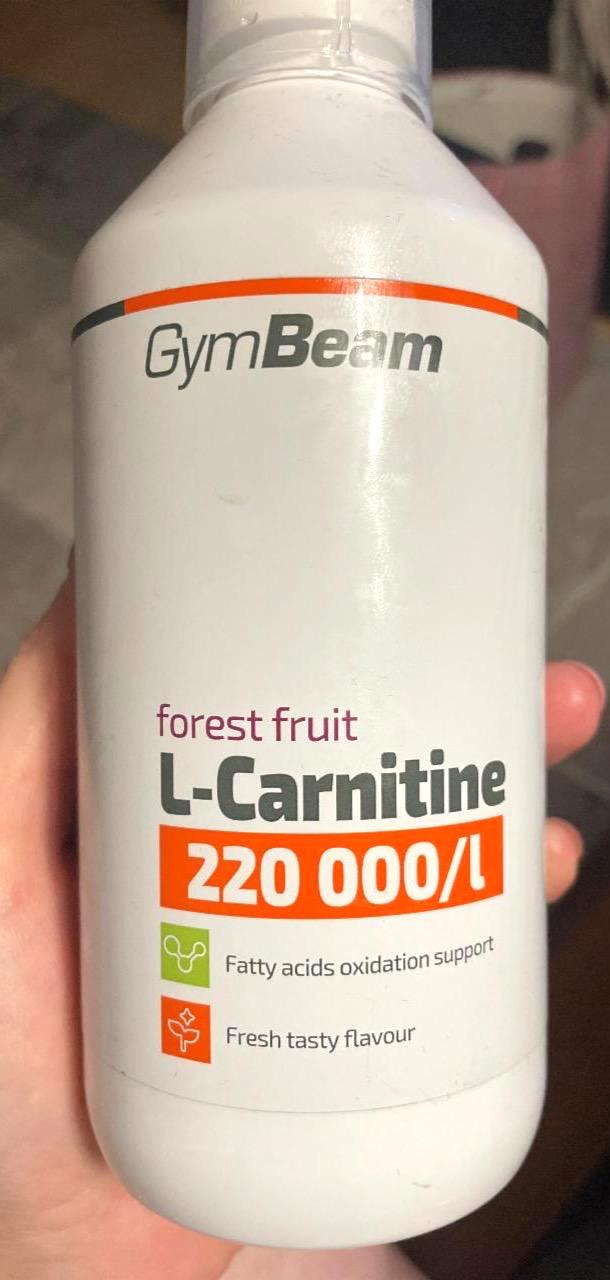 GymBeam
forest fruit
L-Carnitine
220 000/l
Fatty acids oxidation support
Fresh tasty flavour